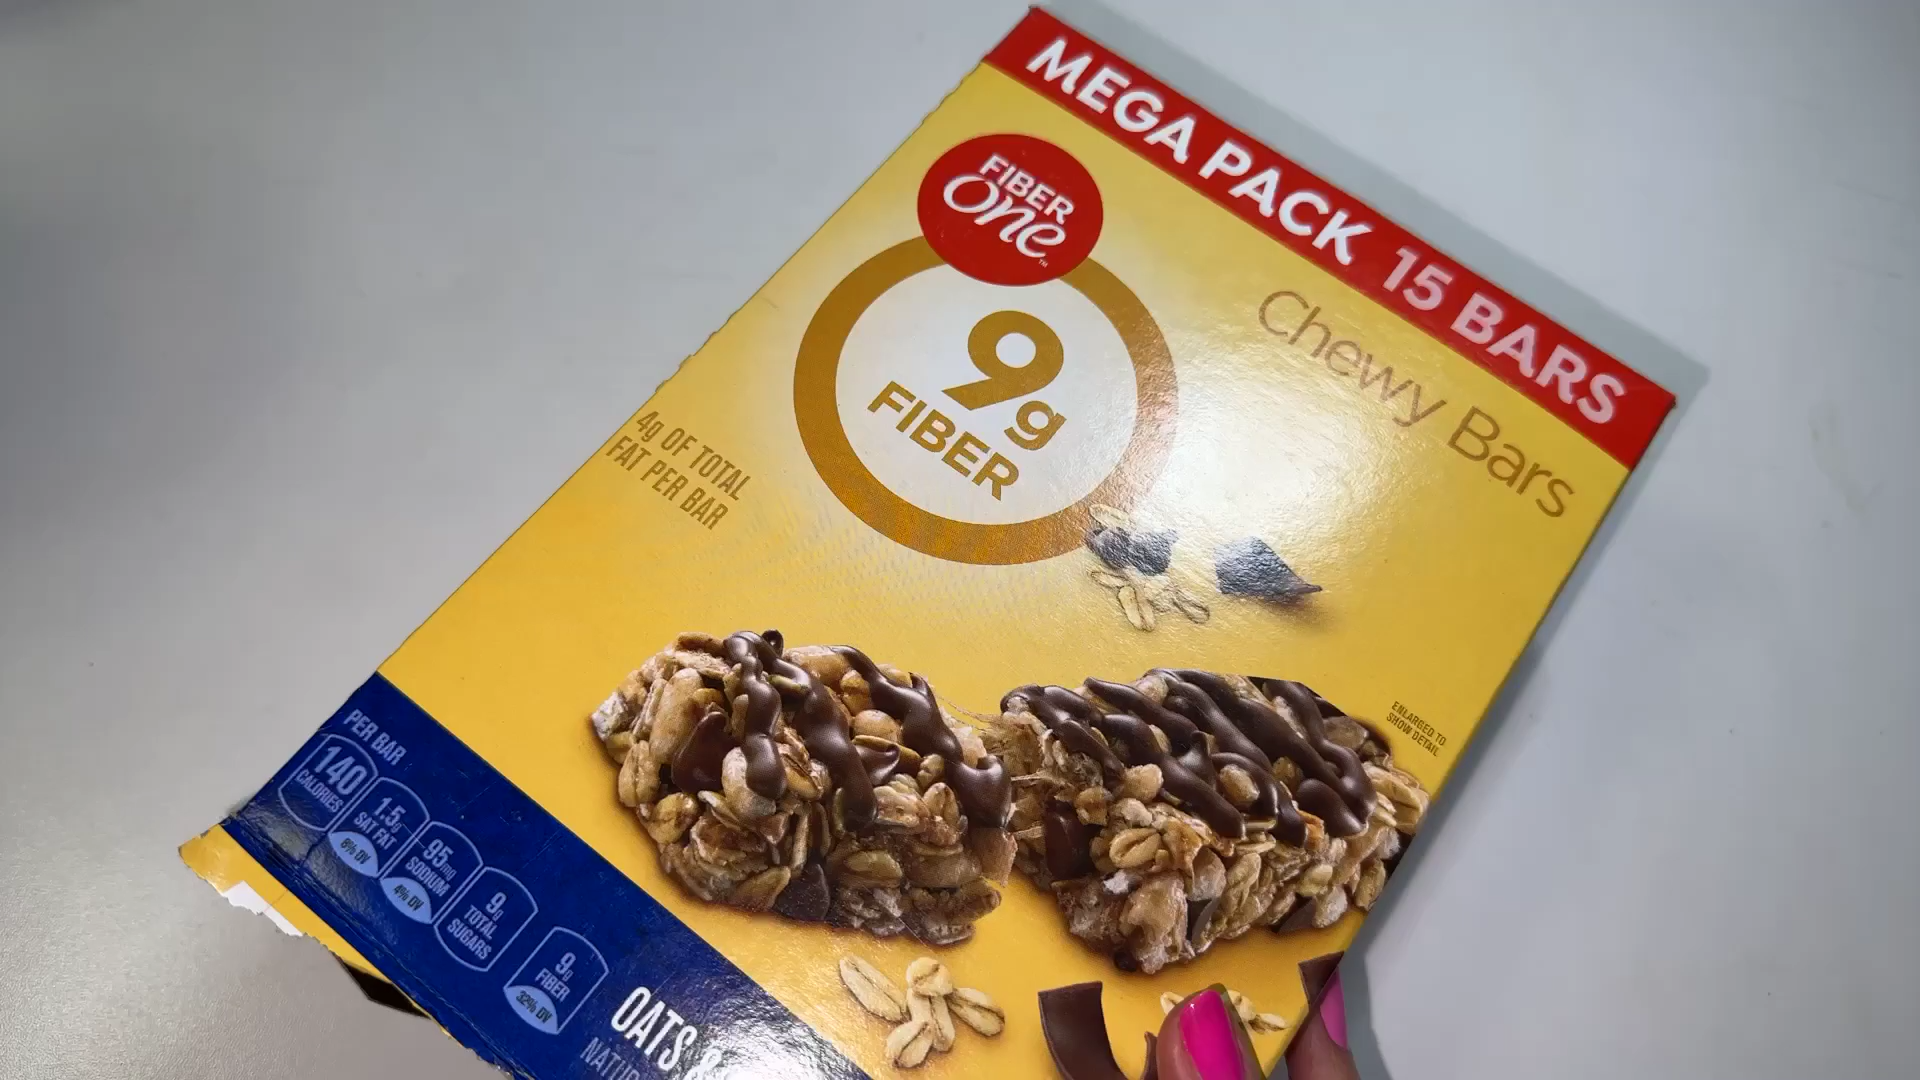 MEGA PACK 15 BARS
FIBER
One™
Chewy Bars
9g
FIBER
4g OF TOTAL
FAT PER BAR
ENLARGED TO
SHOW DETAIL
PER BAR
140
CALORIES
1.5g
SAT FAT
8% DV
95mg
SODIUM
4% DV
9g
TOTAL
SUGARS
9g
FIBER
32% DV
OATS &